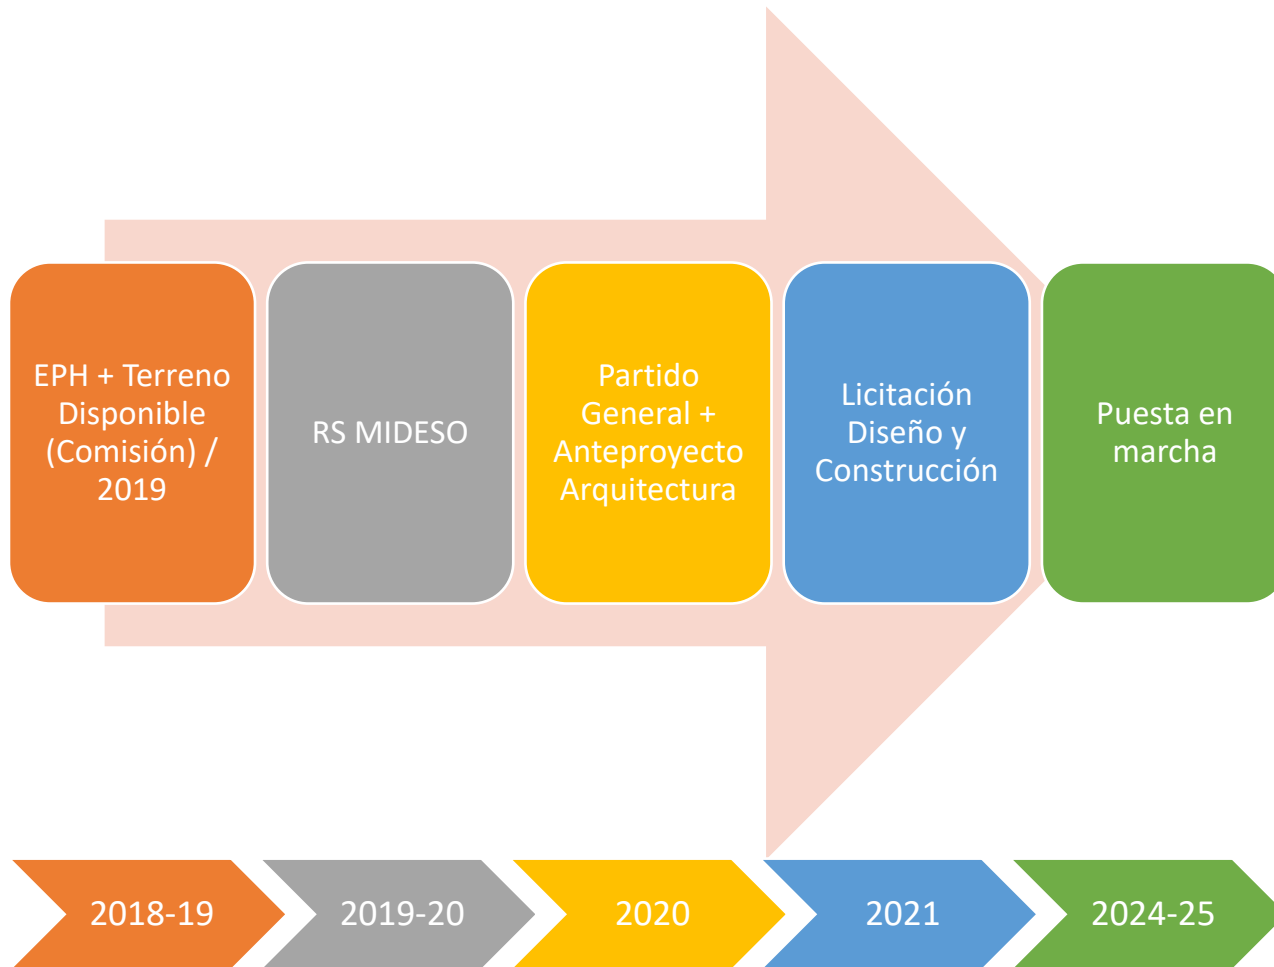 EPH + Terreno
Disponible
(Comisión) /
2019
RS MIDESO
Partido
General +
Anteproyecto
Arquitectura
Licitación
Diseño y
Construcción
Puesta en
marcha
2018-19
2019-20
2020
2021
2024-25